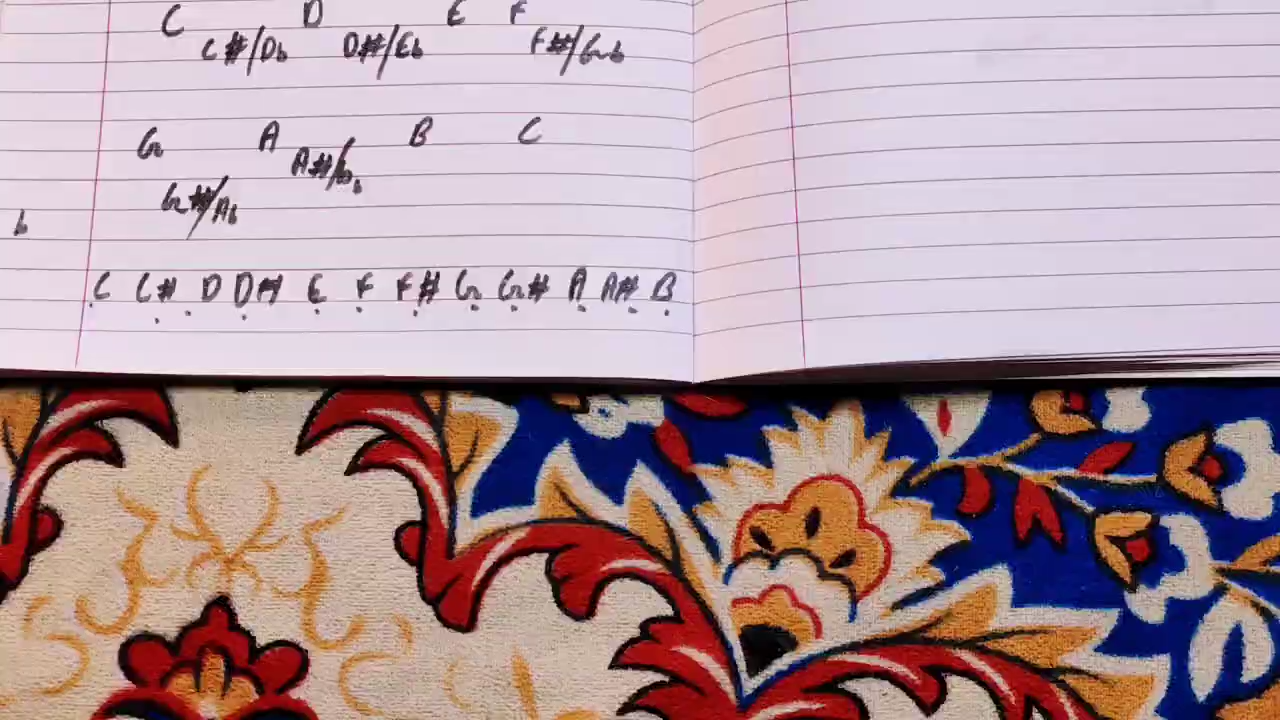 C D E F
C#/Db D#/Eb F#/Gb
G A B C
A#/Bb
G#/Ab
b
C C# D D# E F F# G G# A A# B